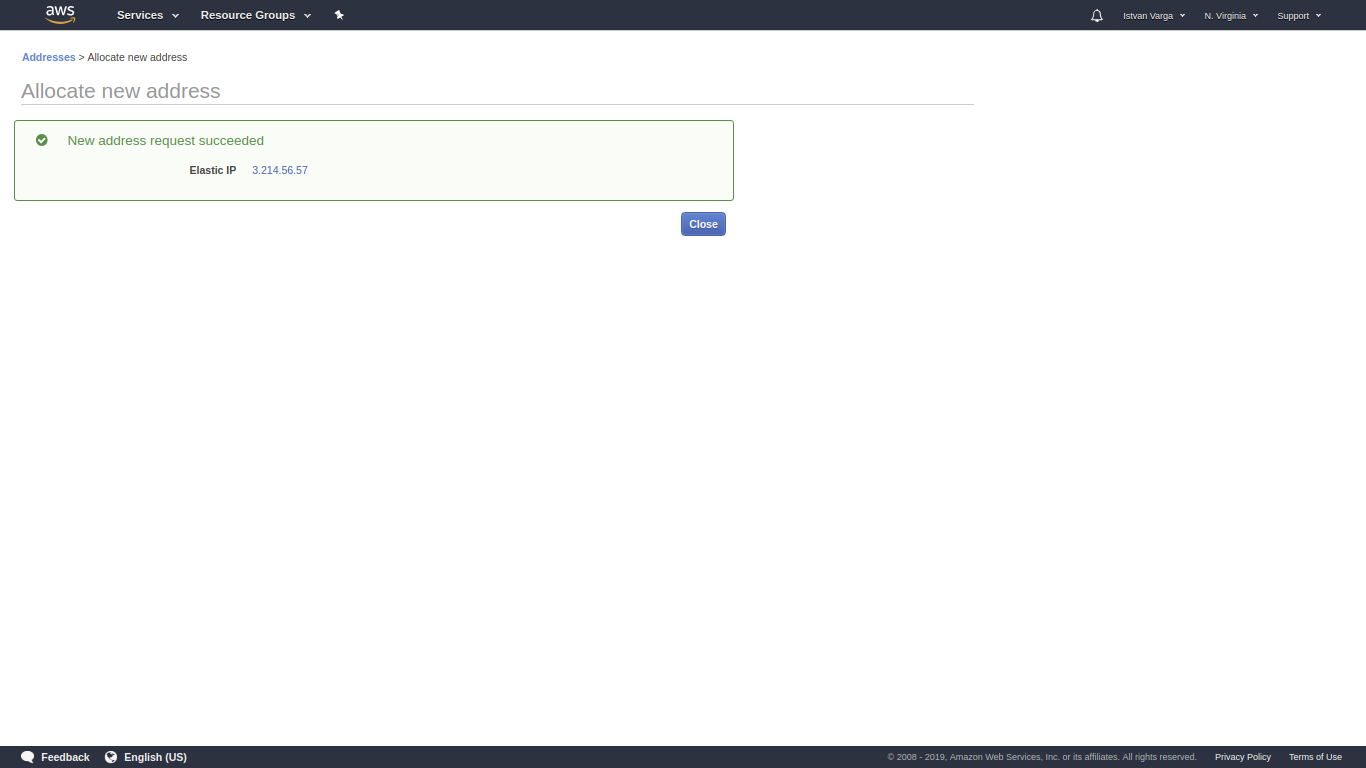 aws Services Resource Groups Istvan Varga N. Virginia Support
Addresses > Allocate new address
Allocate new address
New address request succeeded
Elastic IP 3.214.56.57
Close
Feedback English (US) © 2008 - 2019, Amazon Web Services, Inc. or its affiliates. All rights reserved. Privacy Policy Terms of Use